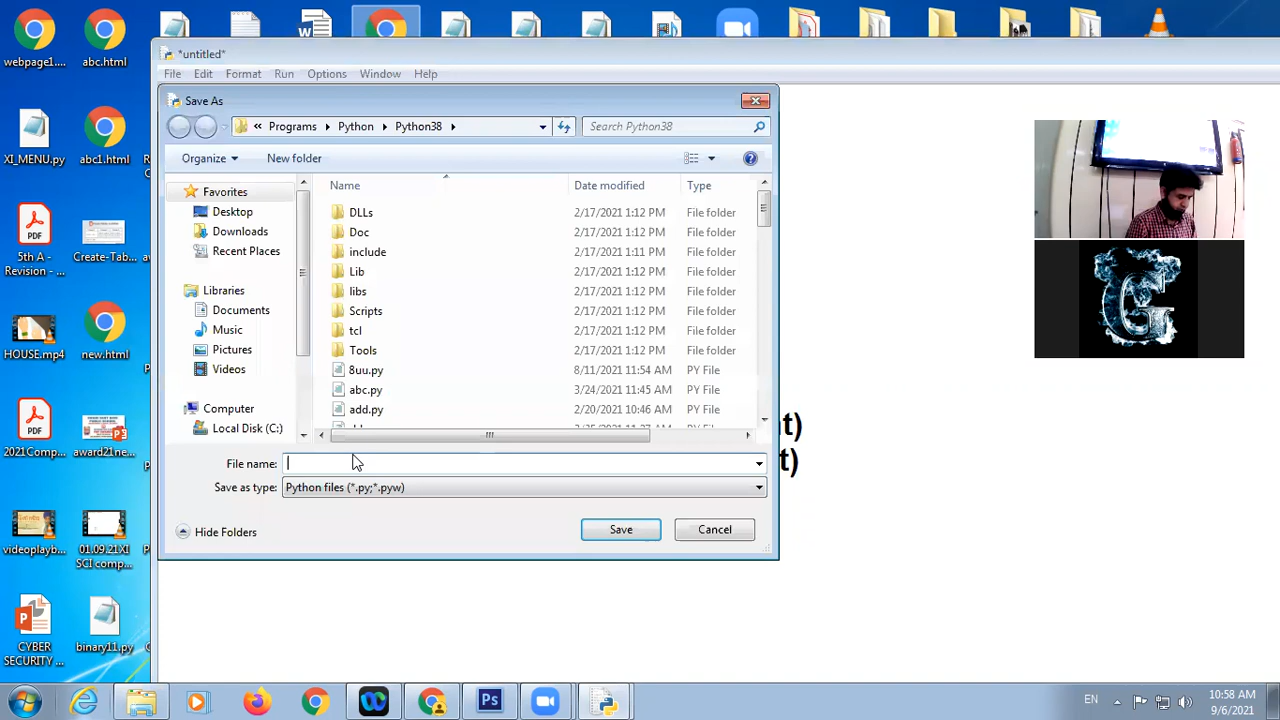 webpage1....
abc.html
XI_MENU.py
abc1.html
5th A -
Revision - ...
Create-Tab...
HOUSE.mp4
new.html
2021Comp...
award21ne...
videoplayb...
01.09.21XI
SCI comp...
CYBER
SECURITY ...
binary11.py
*untitled*
File Edit Format Run Options Window Help
Save As
« Programs Python Python38
Search Python38
Organize New folder
Favorites
Desktop
Downloads
Recent Places
Libraries
Documents
Music
Pictures
Videos
Computer
Local Disk (C:)
Name Date modified Type
DLLs 2/17/2021 1:12 PM File folder
Doc 2/17/2021 1:12 PM File folder
include 2/17/2021 1:11 PM File folder
Lib 2/17/2021 1:12 PM File folder
libs 2/17/2021 1:12 PM File folder
Scripts 2/17/2021 1:12 PM File folder
tcl 2/17/2021 1:12 PM File folder
Tools 2/17/2021 1:12 PM File folder
8uu.py 8/11/2021 11:54 AM PY File
abc.py 3/24/2021 11:45 AM PY File
add.py 2/20/2021 10:46 AM PY File
File name:
Save as type: Python files (*.py;*.pyw)
Hide Folders
Save Cancel
t)
t)
G
PDF
PDF
Ps
EN
10:58 AM
9/6/2021